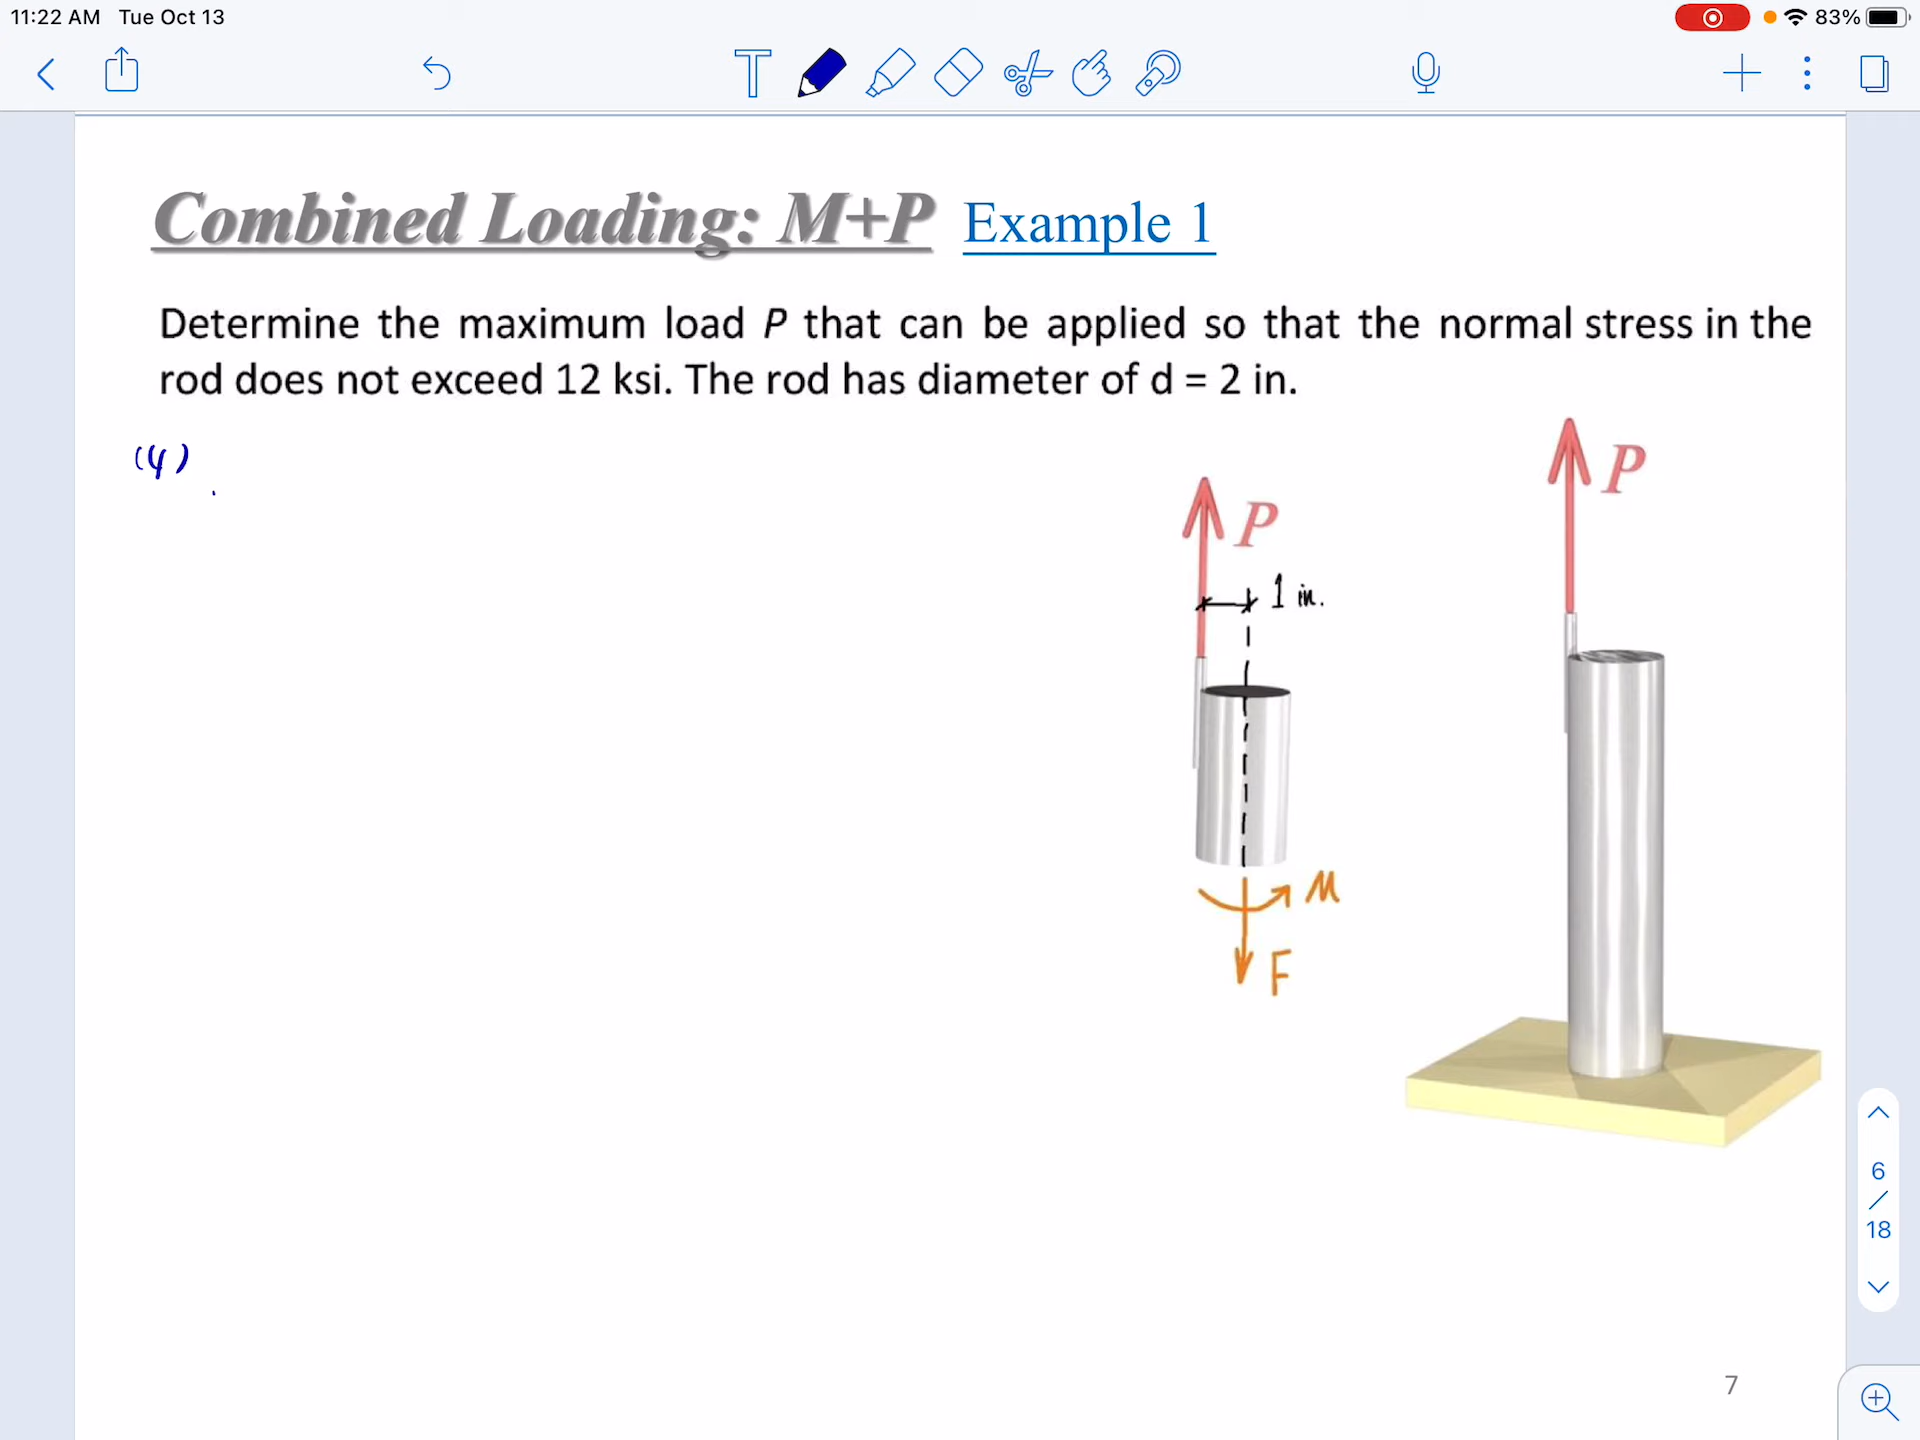 11:22 AM Tue Oct 13
83%
Combined Loading: M+P Example 1
Determine the maximum load P that can be applied so that the normal stress in the
rod does not exceed 12 ksi. The rod has diameter of d = 2 in.
(4)
P
P
1 in.
M
F
6
/
18
7